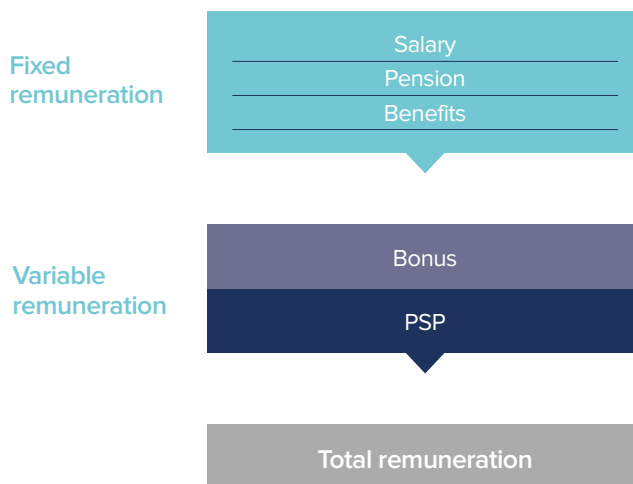 Fixed
remuneration
Salary
Pension
Benefits
Variable
remuneration
Bonus
PSP
Total remuneration